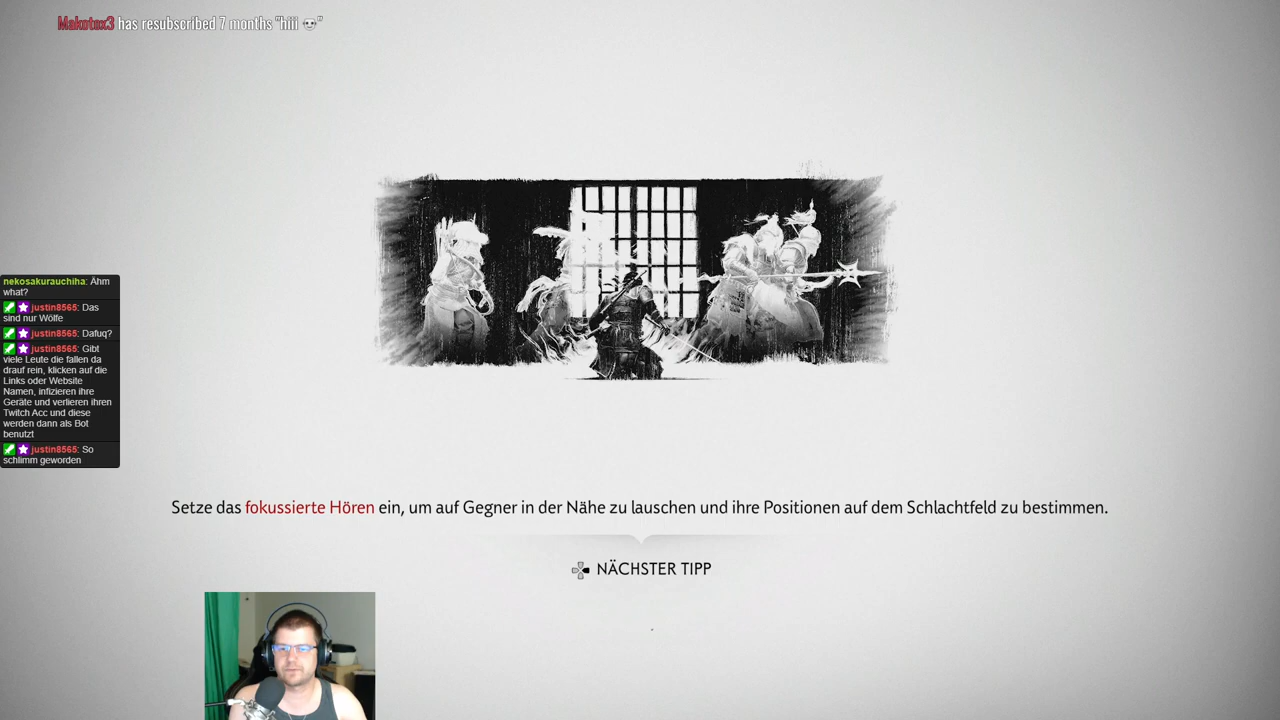 Makotox3 has resubscribed 7 months "hiii 💀"
nekosakurauchiha: Ähm
what?
justin8565: Das
sind nur Wölfe
justin8565: Dafuq?
justin8565: Gibt
viele Leute die fallen da
drauf rein, klicken auf die
Links oder Website
Namen, infizieren ihre
Geräte und verlieren ihren
Twitch Acc und diese
werden dann als Bot
benutzt
justin8565: So
schlimm geworden
Setze das fokussierte Hören ein, um auf Gegner in der Nähe zu lauschen und ihre Positionen auf dem Schlachtfeld zu bestimmen.
NÄCHSTER TIPP